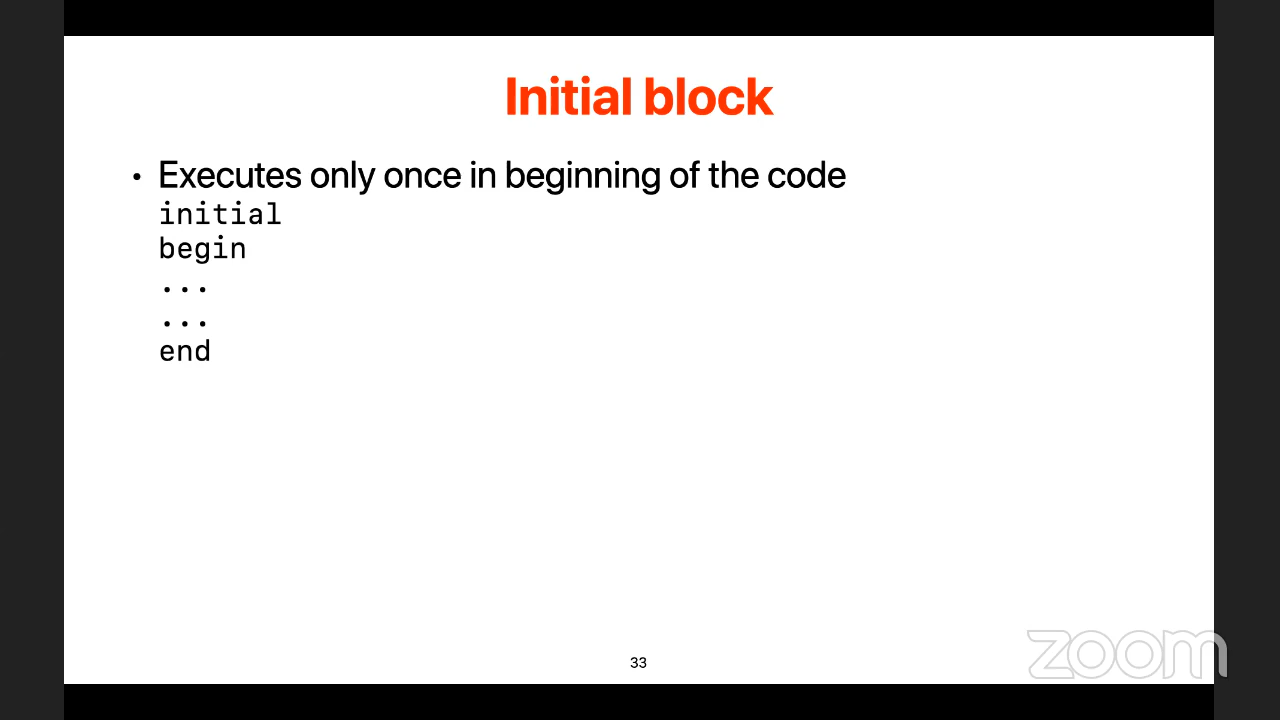 Initial block
• Executes only once in beginning of the code
initial
begin
...
...
end
33
zoom